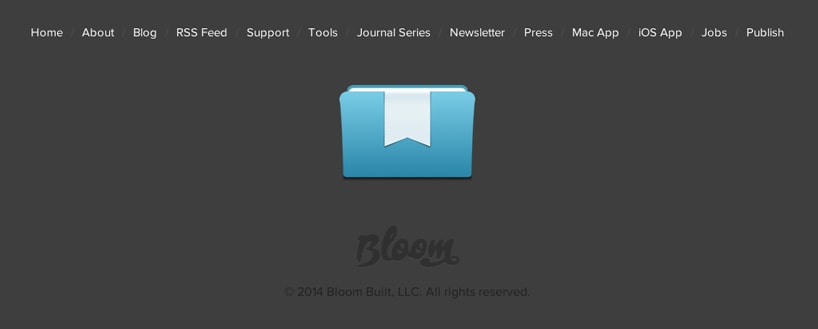 Home / About / Blog / RSS Feed / Support / Tools / Journal Series / Newsletter / Press / Mac App / iOS App / Jobs / Publish
Bloom
© 2014 Bloom Built, LLC. All rights reserved.